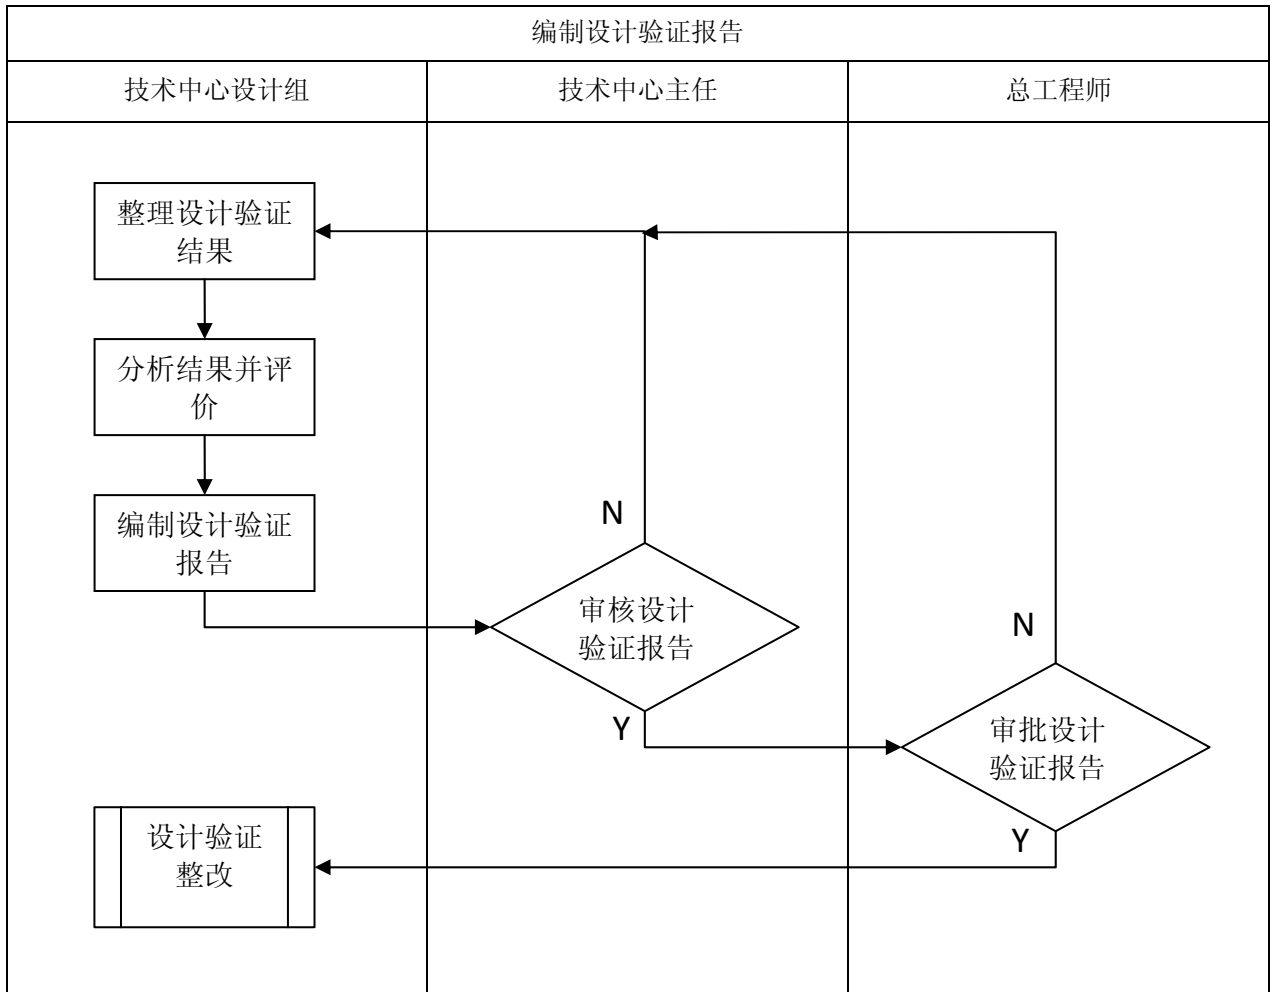 编制设计验证报告
技术中心设计组
技术中心主任
总工程师
整理设计验证
结果
分析结果并评
价
编制设计验证
报告
N
审核设计
验证报告
Y
N
审批设计
验证报告
Y
设计验证
整改